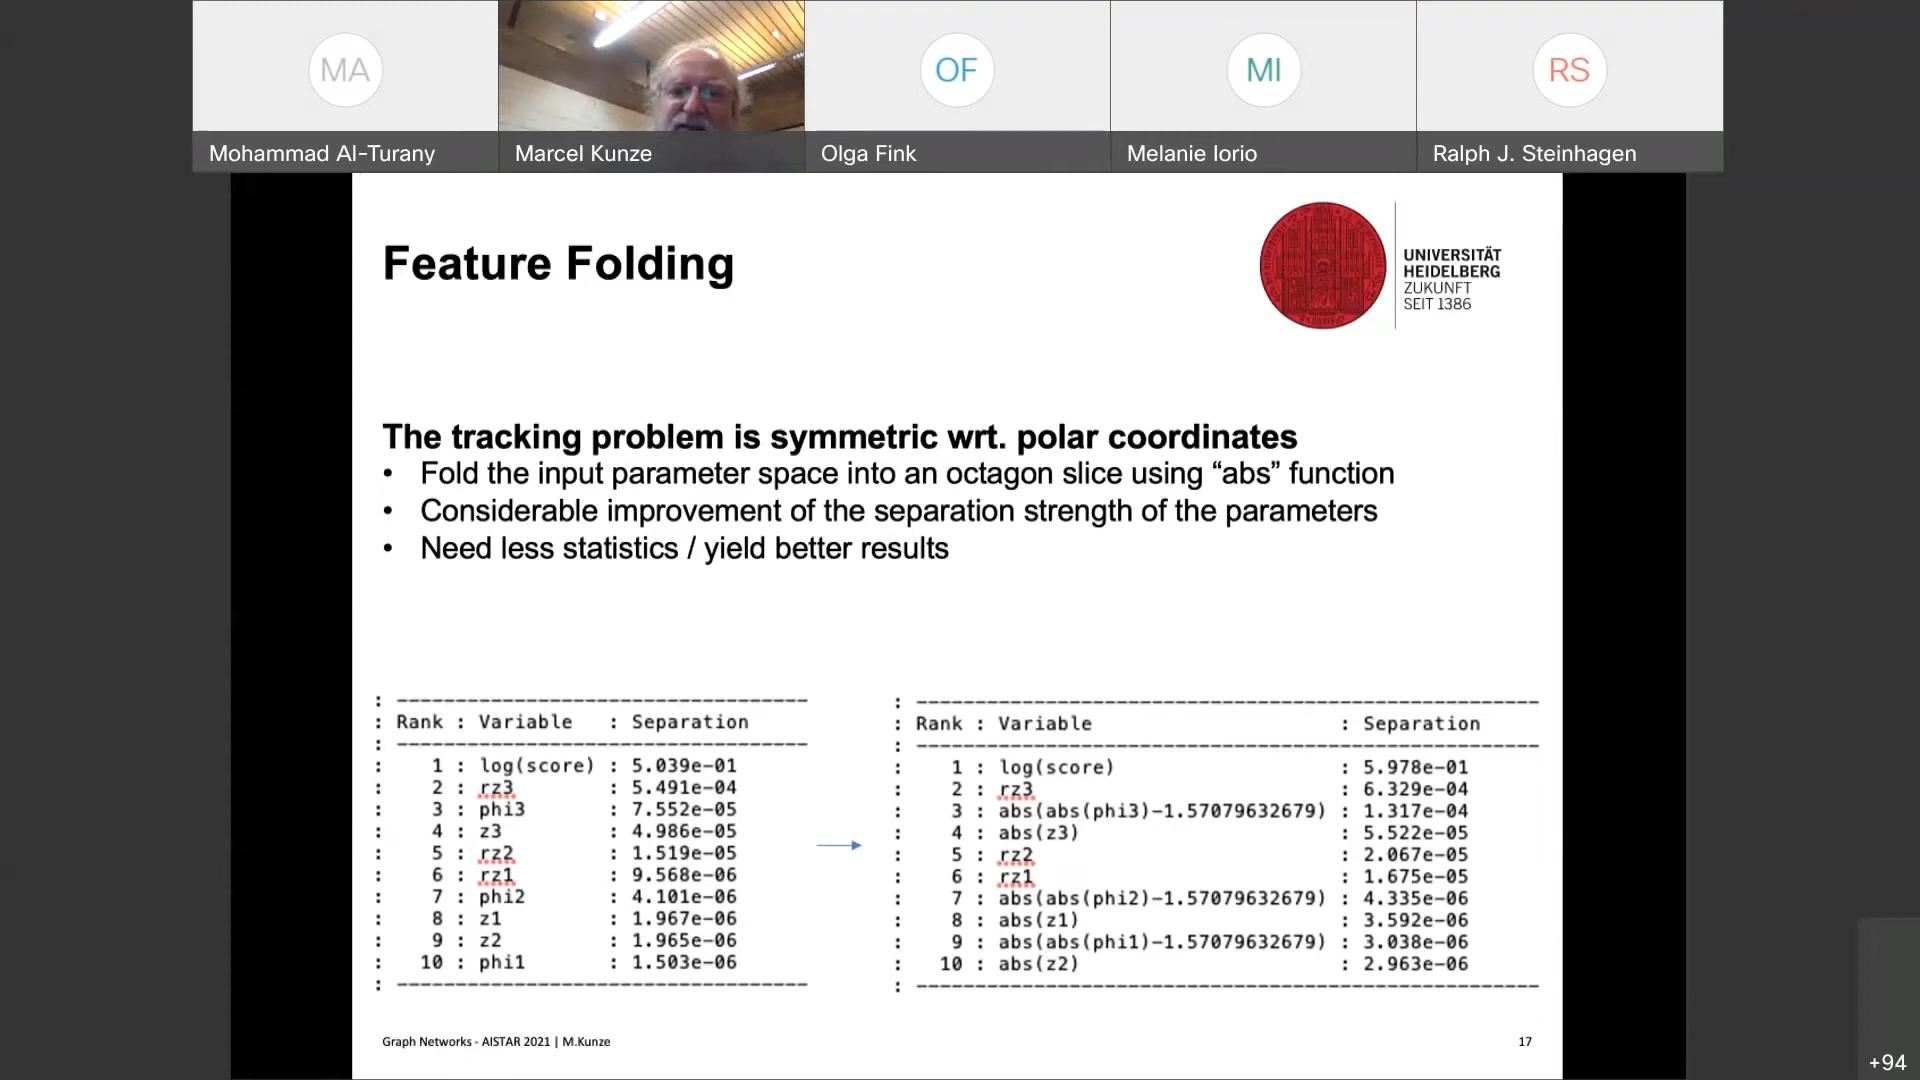 MA
OF
MI
RS
Mohammad Al-Turany
Marcel Kunze
Olga Fink
Melanie Iorio
Ralph J. Steinhagen
Feature Folding
UNIVERSITÄT
HEIDELBERG
ZUKUNFT
SEIT 1386
The tracking problem is symmetric wrt. polar coordinates
• Fold the input parameter space into an octagon slice using “abs” function
• Considerable improvement of the separation strength of the parameters
• Need less statistics / yield better results
: -----------------------------------
: Rank : Variable : Separation
: -----------------------------------
: 1 : log(score) : 5.039e-01
: 2 : rz3 : 5.491e-04
: 3 : phi3 : 7.552e-05
: 4 : z3 : 4.986e-05
: 5 : rz2 : 1.519e-05
: 6 : rz1 : 9.568e-06
: 7 : phi2 : 4.101e-06
: 8 : z1 : 1.967e-06
: 9 : z2 : 1.965e-06
: 10 : phi1 : 1.503e-06
: -----------------------------------
: -----------------------------------------------------
: Rank : Variable : Separation
: -----------------------------------------------------
: 1 : log(score) : 5.978e-01
: 2 : rz3 : 6.329e-04
: 3 : abs(abs(phi3)-1.57079632679) : 1.317e-04
: 4 : abs(z3) : 5.522e-05
: 5 : rz2 : 2.067e-05
: 6 : rz1 : 1.675e-05
: 7 : abs(abs(phi2)-1.57079632679) : 4.335e-06
: 8 : abs(z1) : 3.592e-06
: 9 : abs(abs(phi1)-1.57079632679) : 3.038e-06
: 10 : abs(z2) : 2.963e-06
: -----------------------------------------------------
Graph Networks - AISTAR 2021 | M.Kunze
17
+94